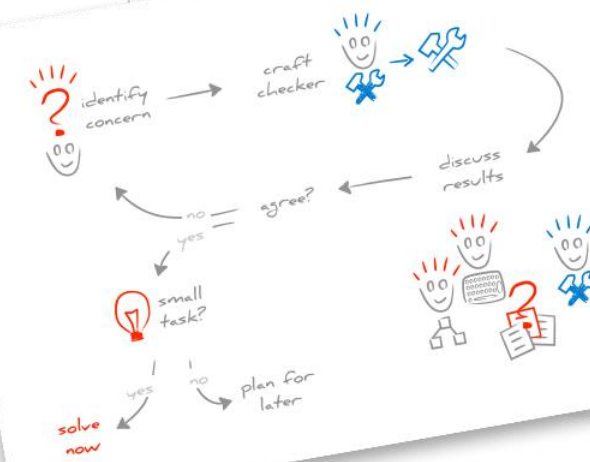 identify
concern
craft
checker
discuss
results
agree?
no
yes
small
task?
yes
no
plan for
later
solve
now